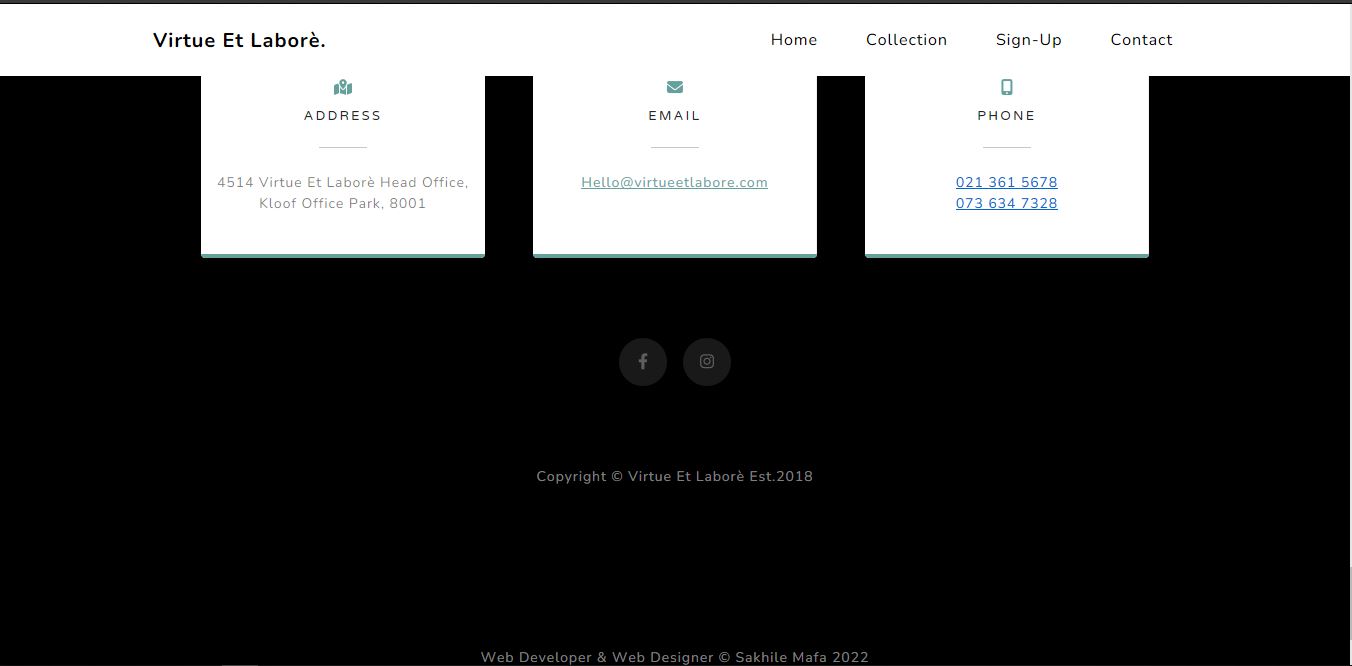 Virtue Et Laborè.
Home Collection Sign-Up Contact
ADDRESS
4514 Virtue Et Laborè Head Office,
Kloof Office Park, 8001
EMAIL
Hello@virtueetlabore.com
PHONE
021 361 5678
073 634 7328
Copyright © Virtue Et Laborè Est.2018
Web Developer & Web Designer © Sakhile Mafa 2022